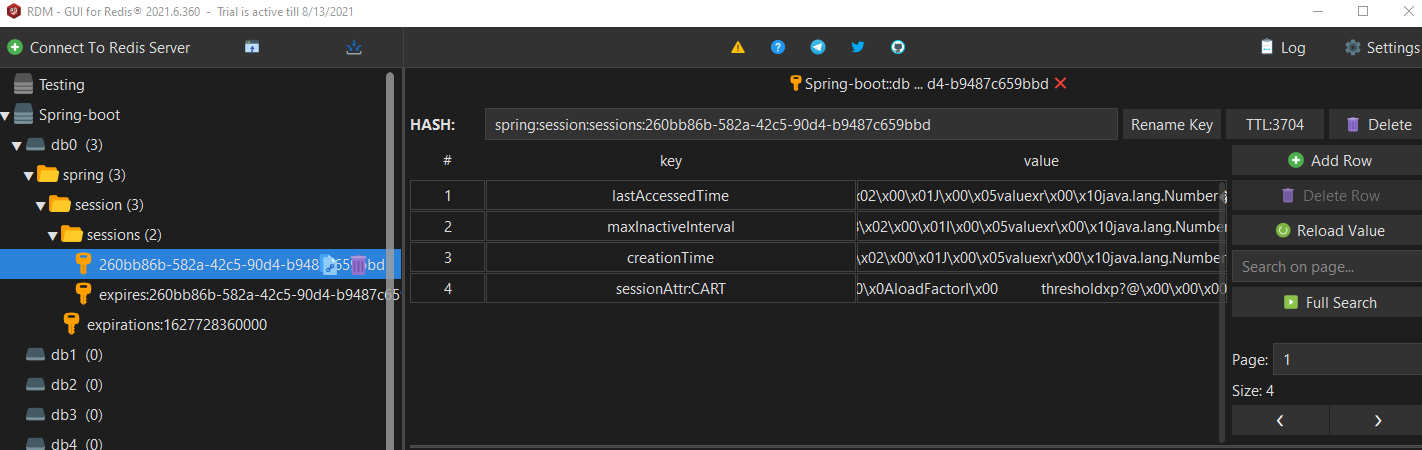 RDM - GUI for Redis® 2021.6.360 - Trial is active till 8/13/2021
Connect To Redis Server
Log
Settings
Testing
Spring-boot
db0 (3)
spring (3)
session (3)
sessions (2)
260bb86b-582a-42c5-90d4-b948
expires:260bb86b-582a-42c5-90d4-b9487c65
expirations:1627728360000
db1 (0)
db2 (0)
db3 (0)
db4 (0)
Spring-boot::db ... d4-b9487c659bbd
HASH:
spring:session:sessions:260bb86b-582a-42c5-90d4-b9487c659bbd
Rename Key
TTL:3704
Delete
# key value
1 lastAccessedTime x02\x00\x01J\x00\x05valuexr\x00\x10java.lang.Number
2 maxInactiveInterval \x02\x00\x01I\x00\x05valuexr\x00\x10java.lang.Numbe
3 creationTime x02\x00\x01J\x00\x05valuexr\x00\x10java.lang.Number
4 sessionAttr:CART 0\x0AloadFactorI\x00 thresholdxp?@\x00\x00\x00
Add Row
Delete Row
Reload Value
Search on page...
Full Search
Page: 1
Size: 4